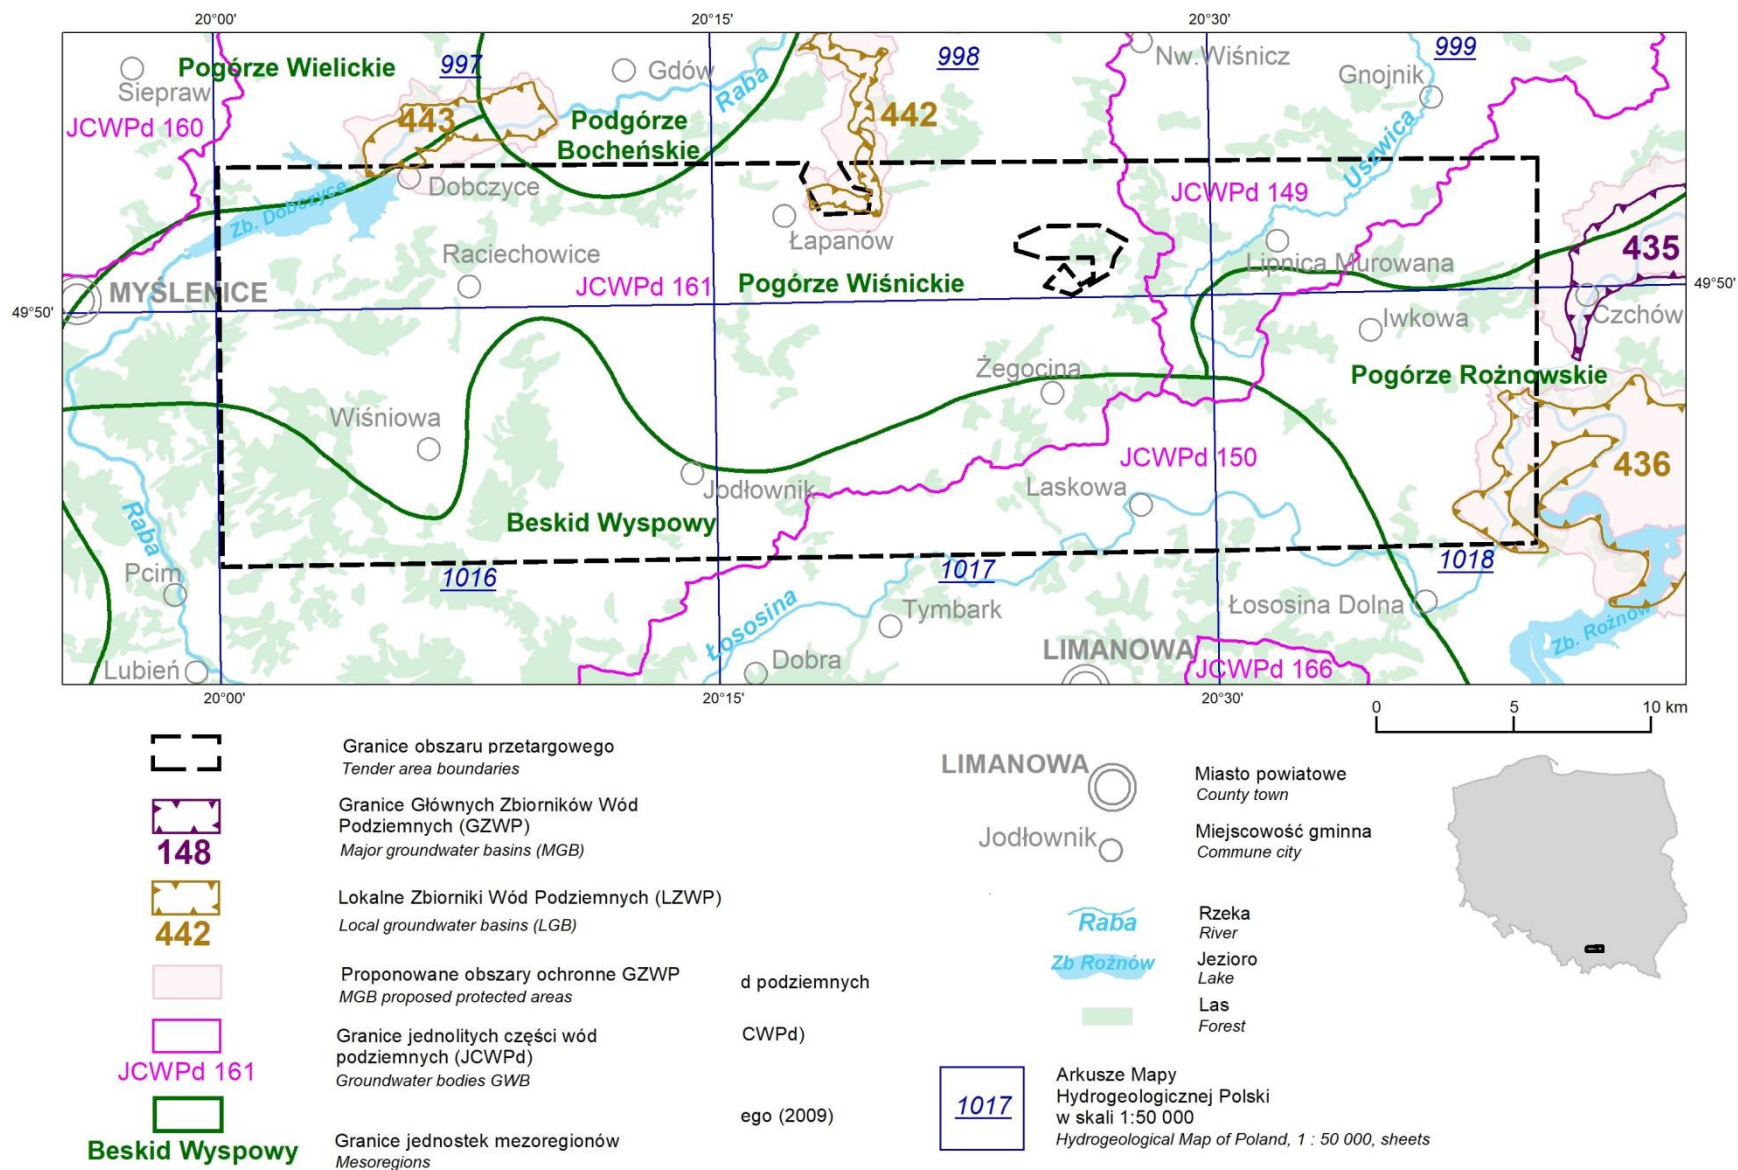 20°00'
20°15'
20°30'
Siepraw
Pogórze Wielickie
997
Gdów
Raba
998
Nw.Wiśnicz
999
Gnojnik
JCWPd 160
443
Podgórze
Bocheńskie
442
Uszwica
Zb. Dobczyce
Dobczyce
JCWPd 149
Łapanów
435
Raciechowice
Lipnica Murowana
MYŚLENICE
JCWPd 161
Pogórze Wiśnickie
49°50'
49°50'
Iwkowa
Czchów
Żegocina
Pogórze Rożnowskie
Wiśniowa
JCWPd 150
436
Jodłownik
Laskowa
Raba
Beskid Wyspowy
Pcim
1016
1017
1018
Łososina
Tymbark
Łososina Dolna
Zb. Rożnów
Lubień
Dobra
LIMANOWA
JCWPd 166
20°00'
20°15'
20°30'
0
5
10 km
Granice obszaru przetargowego
Tender area boundaries
Granice Głównych Zbiorników Wód
Podziemnych (GZWP)
148
Major groundwater basins (MGB)
Lokalne Zbiorniki Wód Podziemnych (LZWP)
442
Local groundwater basins (LGB)
Proponowane obszary ochronne GZWP
MGB proposed protected areas
d podziemnych
Granice jednolitych części wód
podziemnych (JCWPd)
CWPd)
JCWPd 161
Groundwater bodies GWB
ego (2009)
Beskid Wyspowy
Granice jednostek mezoregionów
Mesoregions
LIMANOWA
Miasto powiatowe
County town
Jodłownik
Miejscowość gminna
Commune city
Raba
Rzeka
River
Zb Rożnów
Jezioro
Lake
Las
Forest
1017
Arkusze Mapy
Hydrogeologicznej Polski
w skali 1:50 000
Hydrogeological Map of Poland, 1 : 50 000, sheets